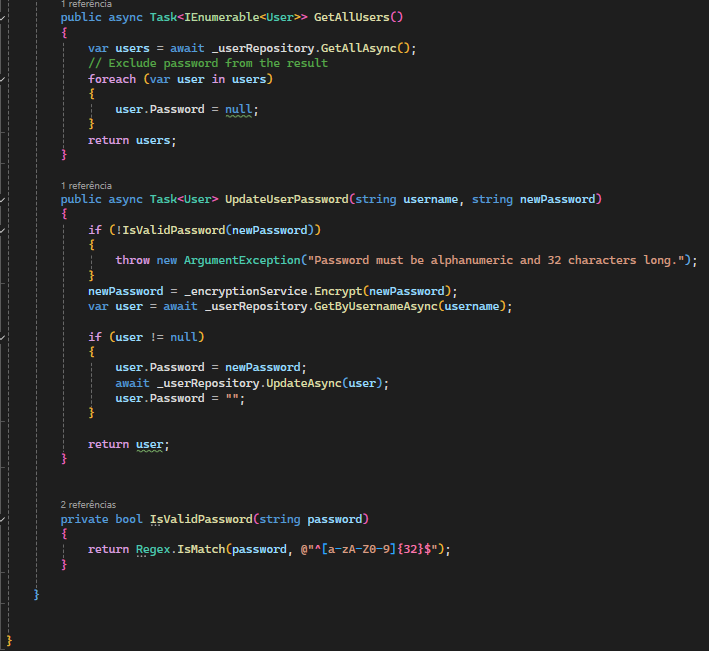 1 referência
public async Task<IEnumerable<User>> GetAllUsers()
{
var users = await _userRepository.GetAllAsync();
// Exclude password from the result
foreach (var user in users)
{
user.Password = null;
}
return users;
}
1 referência
public async Task<User> UpdateUserPassword(string username, string newPassword)
{
if (!IsValidPassword(newPassword))
{
throw new ArgumentException("Password must be alphanumeric and 32 characters long.");
}
newPassword = _encryptionService.Encrypt(newPassword);
var user = await _userRepository.GetByUsernameAsync(username);
if (user != null)
{
user.Password = newPassword;
await _userRepository.UpdateAsync(user);
user.Password = "";
}
return user;
}
2 referências
private bool IsValidPassword(string password)
{
return Regex.IsMatch(password, @"^[a-zA-Z0-9]{32}$");
}
}
}